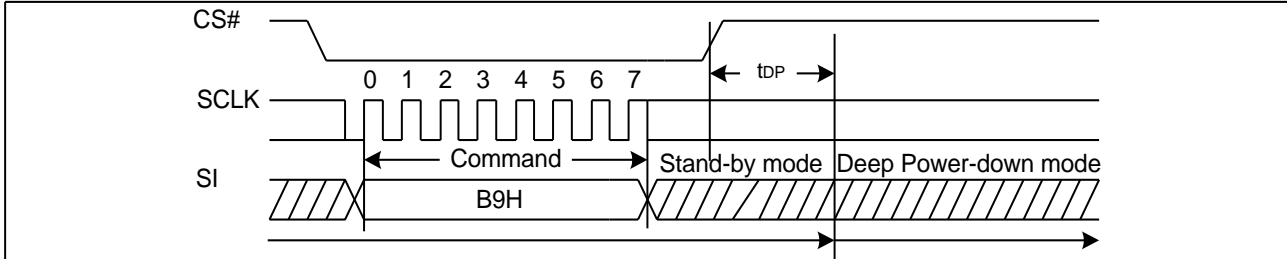 CS#
tDP
0 1 2 3 4 5 6 7
SCLK
Command
Stand-by mode Deep Power-down mode
SI
B9H